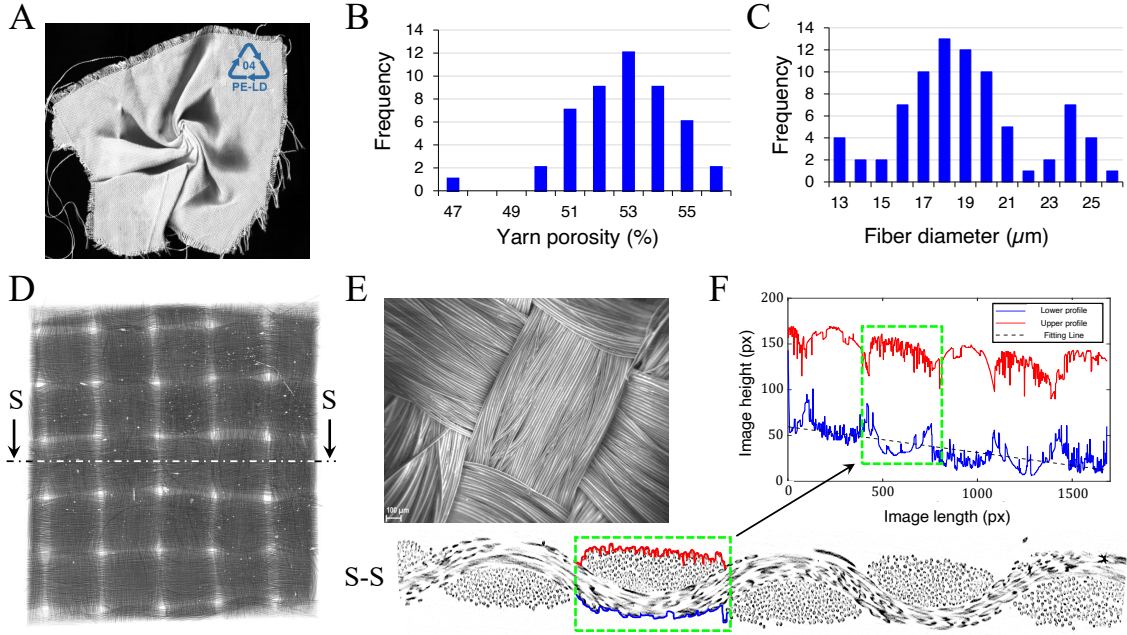 A
04
PE-LD
B
Frequency
14
12
10
8
6
4
2
0
47
49
51
53
55
Yarn porosity (%)
C
Frequency
14
12
10
8
6
4
2
0
13
15
17
19
21
23
25
Fiber diameter (µm)
D
S
S
E
100 µm
F
Image height (px)
200
150
100
50
0
Lower profile
Upper profile
Fitting Line
0
500
1000
1500
Image length (px)
S-S